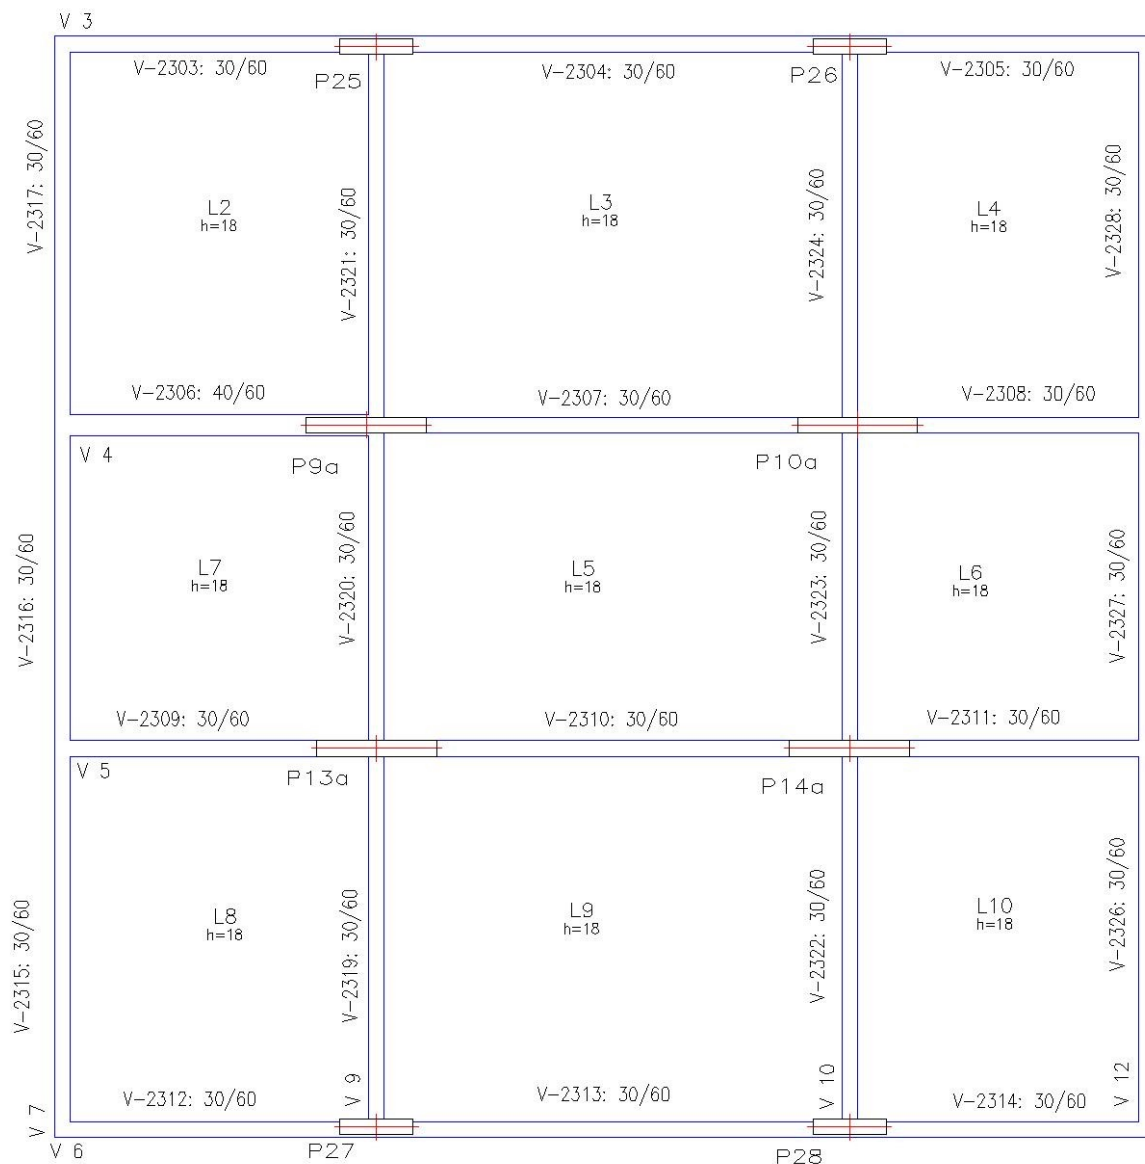 V 3
V-2303: 30/60
V-2304: 30/60
V-2305: 30/60
P25
P26
V-2317: 30/60
L2
h=18
V-2321: 30/60
L3
h=18
V-2324: 30/60
L4
h=18
V-2328: 30/60
V-2306: 40/60
V-2307: 30/60
V-2308: 30/60
V 4
P9a
P10a
V-2316: 30/60
L7
h=18
V-2320: 30/60
L5
h=18
V-2323: 30/60
L6
h=18
V-2327: 30/60
V-2309: 30/60
V-2310: 30/60
V-2311: 30/60
V 5
P13a
P14a
V-2315: 30/60
L8
h=18
V-2319: 30/60
L9
h=18
V-2322: 30/60
L10
h=18
V-2326: 30/60
V-2312: 30/60
V 9
V-2313: 30/60
V 10
V-2314: 30/60
V 12
V 7
V 6
P27
P28